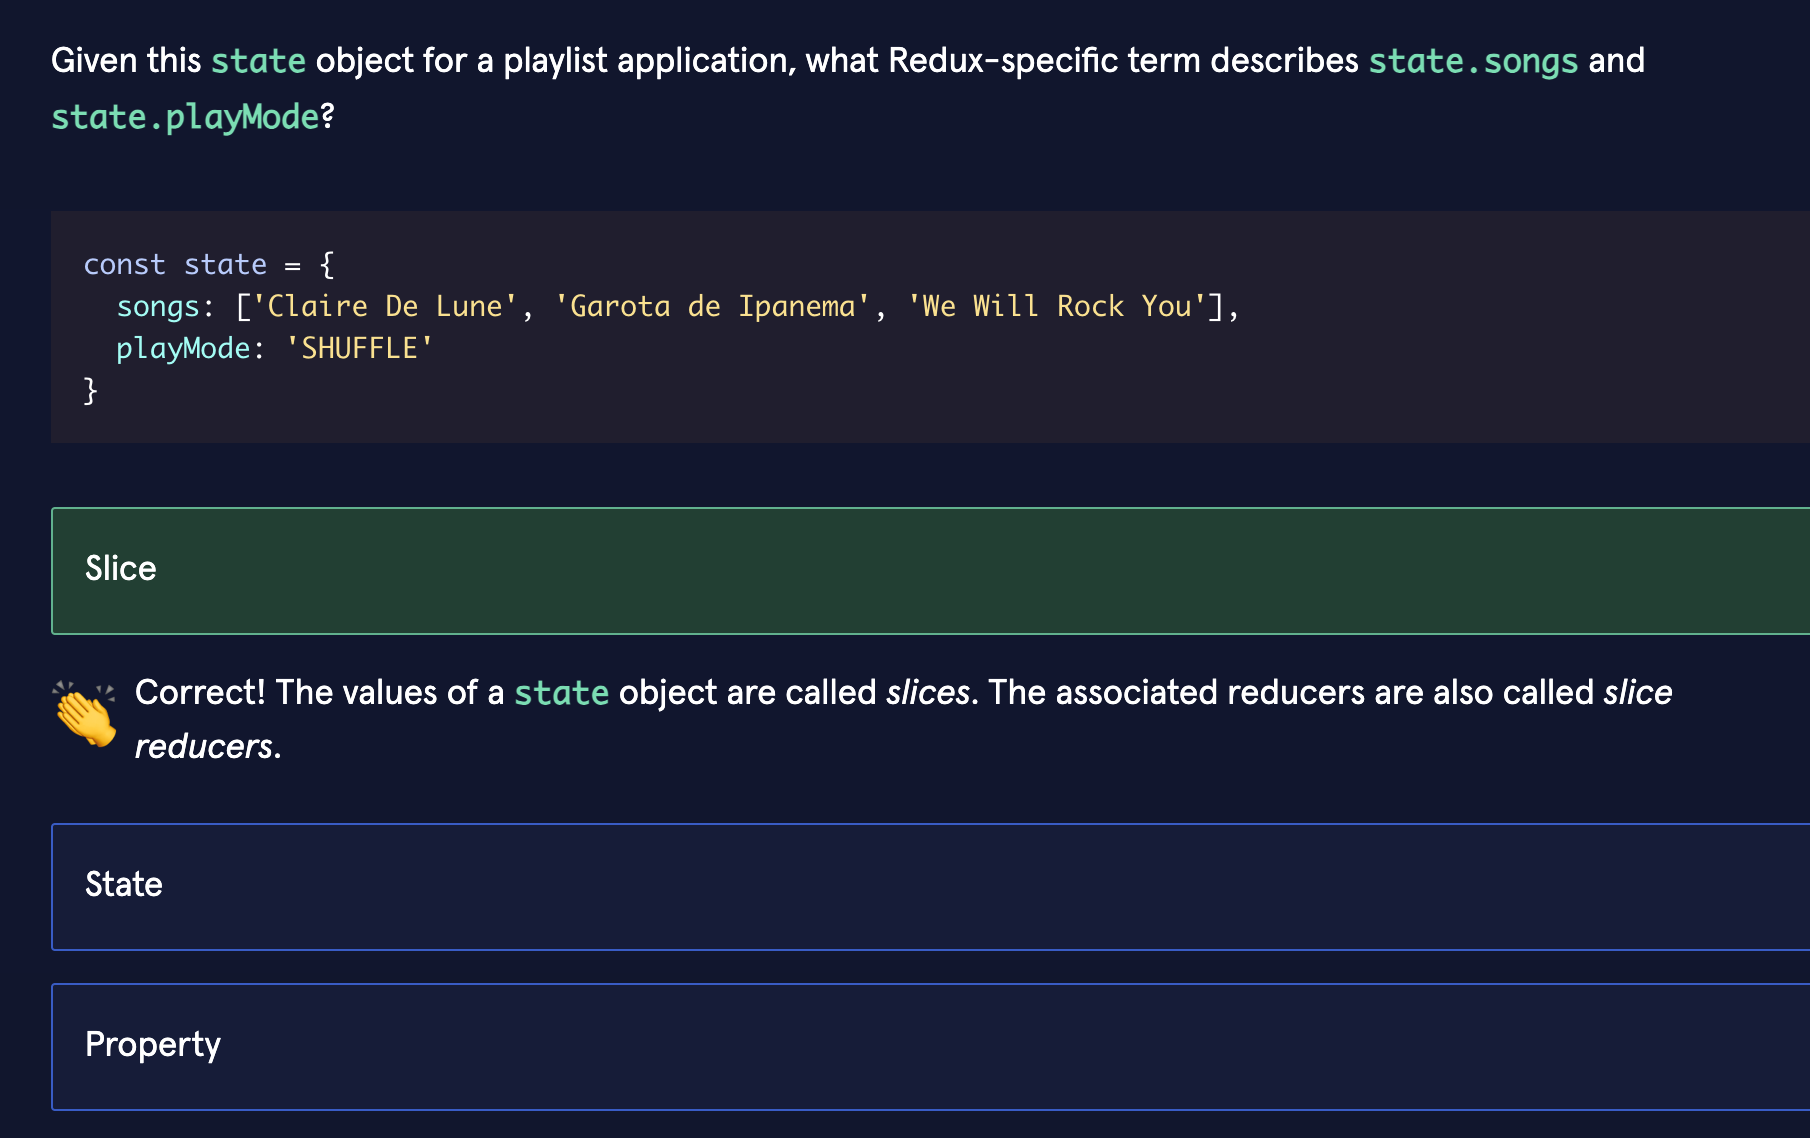 Given this state object for a playlist application, what Redux-specific term describes state.songs and
state.playMode?
const state = {
  songs: ['Claire De Lune', 'Garota de Ipanema', 'We Will Rock You'],
  playMode: 'SHUFFLE'
}
Slice
Correct! The values of a state object are called slices. The associated reducers are also called slice
reducers.
State
Property